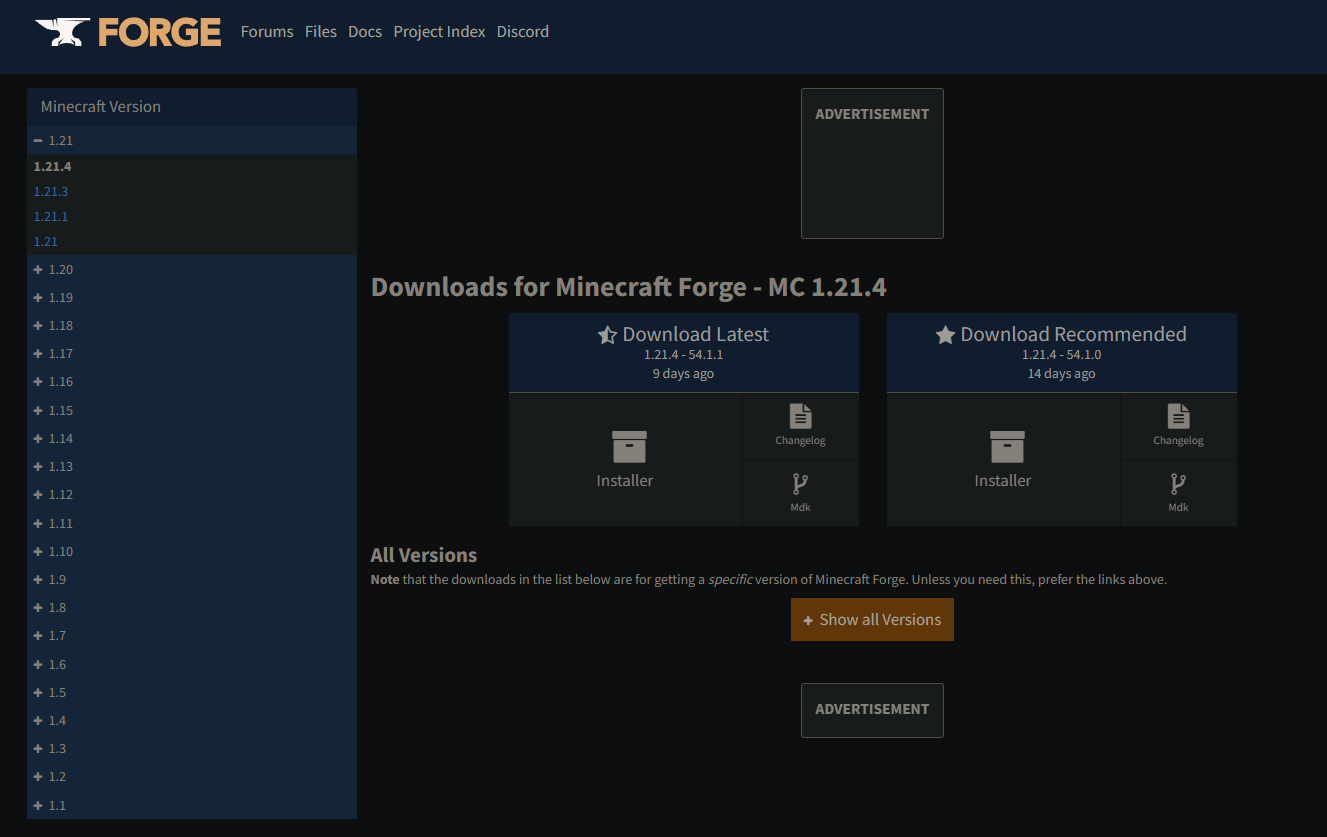 FORGE Forums Files Docs Project Index Discord
Minecraft Version
1.21
1.21.4
1.21.3
1.21.1
1.21
1.20
1.19
1.18
1.17
1.16
1.15
1.14
1.13
1.12
1.11
1.10
1.9
1.8
1.7
1.6
1.5
1.4
1.3
1.2
1.1
ADVERTISEMENT
Downloads for Minecraft Forge - MC 1.21.4
Download Latest
1.21.4 - 54.1.1
9 days ago
Installer
Changelog
Mdk
Download Recommended
1.21.4 - 54.1.0
14 days ago
Installer
Changelog
Mdk
All Versions
Note that the downloads in the list below are for getting a specific version of Minecraft Forge. Unless you need this, prefer the links above.
Show all Versions
ADVERTISEMENT